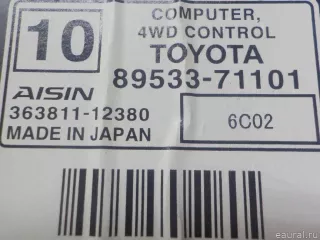 10
COMPUTER,
4WD CONTROL
TOYOTA
89533-71101
AISIN
363811-12380
MADE IN JAPAN
6C02
eaural.ru